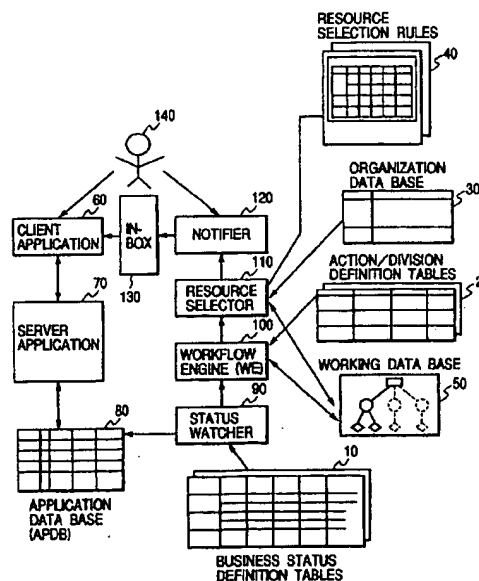 RESOURCE
SELECTION RULES
40
140
ORGANIZATION
DATA BASE
30
60
120
CLIENT
APPLICATION
IN-
BOX
NOTIFIER
130
110
ACTION/DIVISION
DEFINITION TABLES
70
RESOURCE
SELECTOR
SERVER
APPLICATION
100
WORKFLOW
ENGINE (WE)
WORKING DATA BASE
50
90
80
STATUS
WATCHER
10
APPLICATION
DATA BASE
(APDB)
BUSINESS STATUS
DEFINITION TABLES